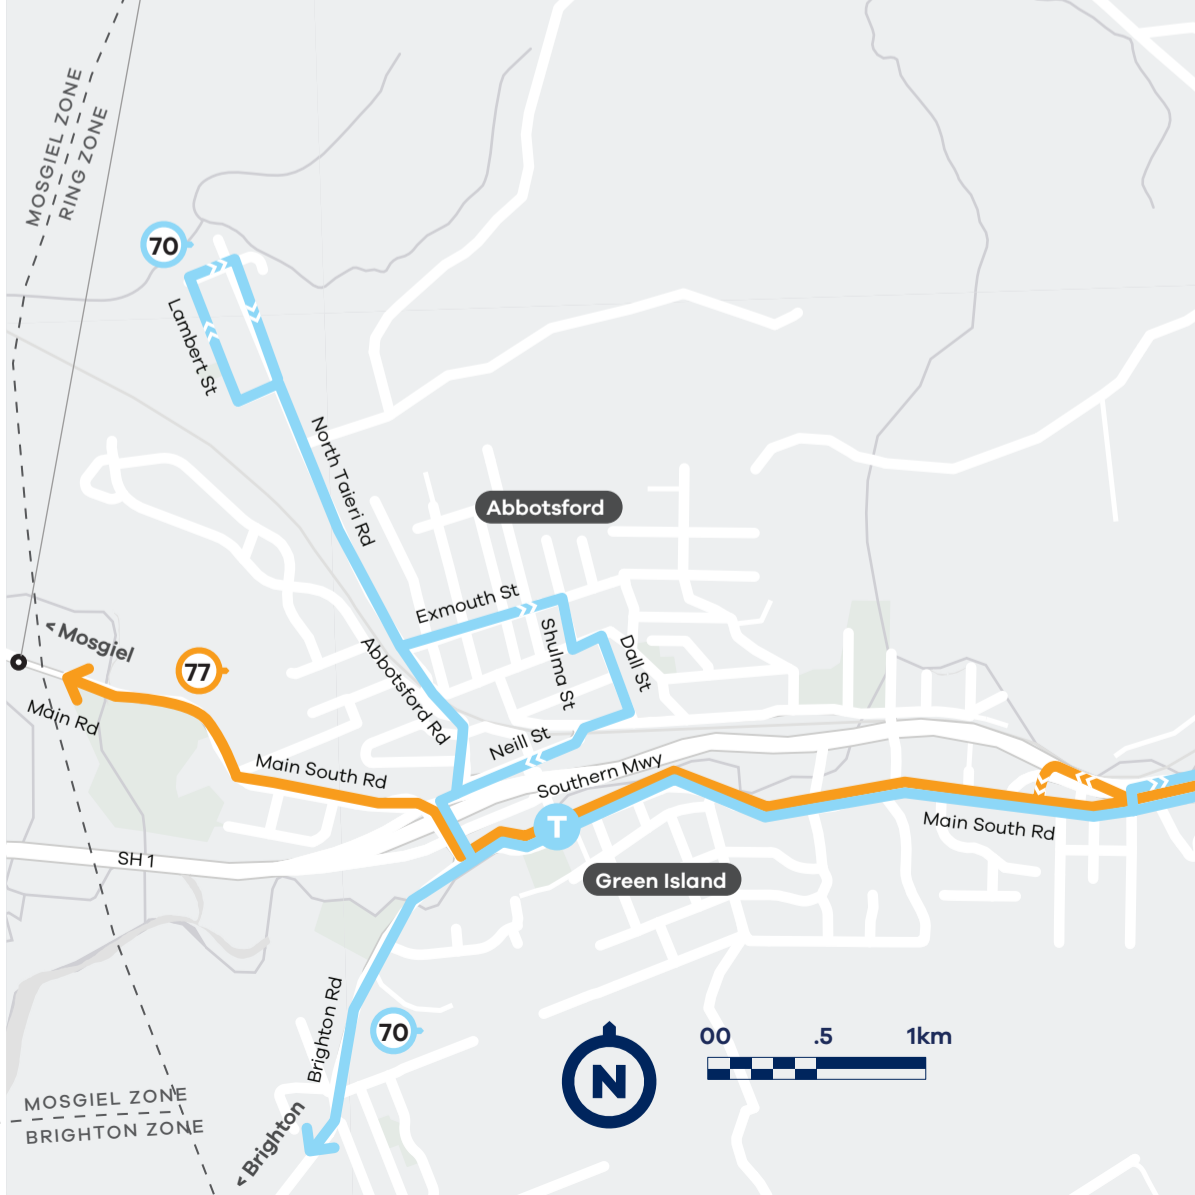 MOSGIEL ZONE
RING ZONE
70
Lambert St
North Taieri Rd
Abbotsford
Exmouth St
Shulma St
Dall St
Abbotsford Rd
< Mosgiel
77
Main Rd
Main South Rd
Neill St
Southern Mwy
T
Main South Rd
SH 1
Green Island
Brighton Rd
70
00 .5 1km
N
MOSGIEL ZONE
BRIGHTON ZONE
< Brighton